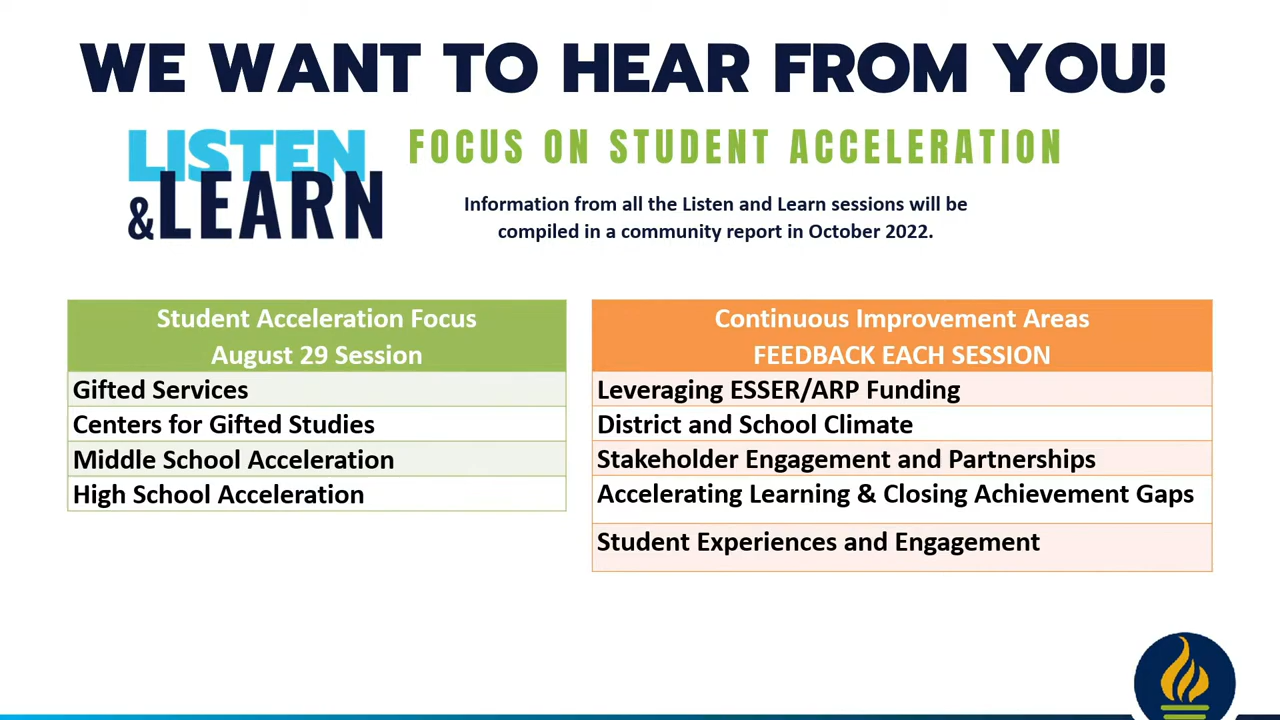 WE WANT TO HEAR FROM YOU!
LISTEN
&LEARN
FOCUS ON STUDENT ACCELERATION
Information from all the Listen and Learn sessions will be
compiled in a community report in October 2022.
Student Acceleration Focus
August 29 Session
Gifted Services
Centers for Gifted Studies
Middle School Acceleration
High School Acceleration
Continuous Improvement Areas
FEEDBACK EACH SESSION
Leveraging ESSER/ARP Funding
District and School Climate
Stakeholder Engagement and Partnerships
Accelerating Learning & Closing Achievement Gaps
Student Experiences and Engagement